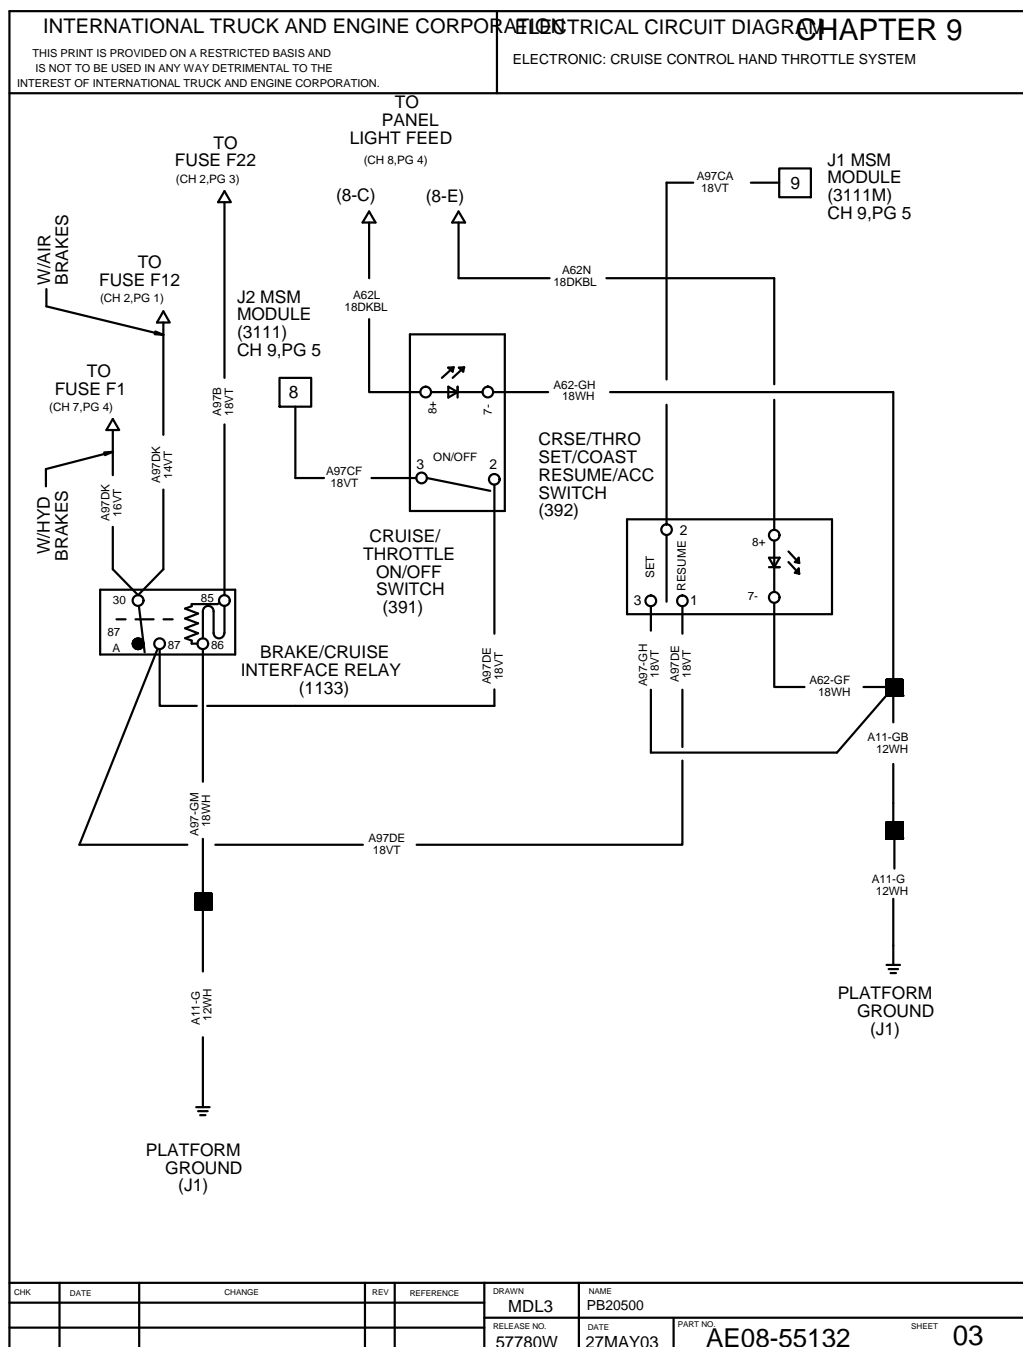 INTERNATIONAL TRUCK AND ENGINE CORPORATION
THIS PRINT IS PROVIDED ON A RESTRICTED BASIS AND
IS NOT TO BE USED IN ANY WAY DETRIMENTAL TO THE
INTEREST OF INTERNATIONAL TRUCK AND ENGINE CORPORATION.
ELECTRICAL CIRCUIT DIAGRAM
CHAPTER 9
ELECTRONIC: CRUISE CONTROL HAND THROTTLE SYSTEM
TO
PANEL
LIGHT FEED
(CH 8,PG 4)
(8-C)
(8-E)
TO
FUSE F22
(CH 2,PG 3)
A97CA
18VT
9
J1 MSM
MODULE
(3111M)
CH 9,PG 5
W/AIR
BRAKES
TO
FUSE F12
(CH 2,PG 1)
A62L
18DKBL
A62N
18DKBL
J2 MSM
MODULE
(3111)
CH 9,PG 5
8
TO
FUSE F1
(CH 7,PG 4)
A97B
18VT
8+
7-
A62-GH
18WH
ON/OFF
3
2
A97CF
18VT
CRSE/THRO
SET/COAST
RESUME/ACC
SWITCH
(392)
W/HYD
BRAKES
A97DK
16VT
A97DK
14VT
CRUISE/
THROTTLE
ON/OFF
SWITCH
(391)
2
SET
RESUME
3
1
8+
7-
30
85
87
A
87
86
BRAKE/CRUISE
INTERFACE RELAY
(1133)
A97DE
18VT
A97-GH
18VT
A97DE
18VT
A62-GF
18WH
A11-GB
12WH
A97-GM
18WH
A97DE
18VT
A11-G
12WH
A11-G
12WH
PLATFORM
GROUND
(J1)
PLATFORM
GROUND
(J1)
CHK
DATE
CHANGE
REV
REFERENCE
DRAWN
MDL3
NAME
PB20500
RELEASE NO.
57780W
DATE
27MAY03
PART NO.
AE08-55132
SHEET
03